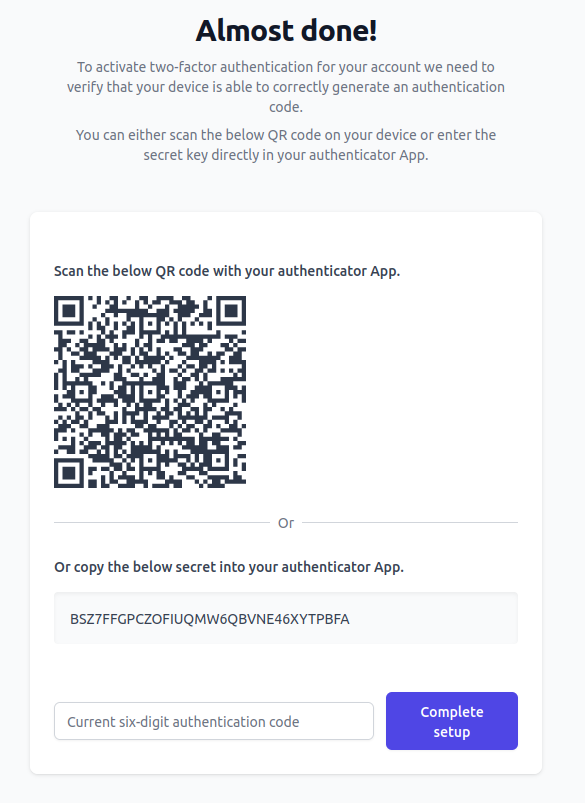 Almost done!
To activate two-factor authentication for your account we need to
verify that your device is able to correctly generate an authentication
code.
You can either scan the below QR code on your device or enter the
secret key directly in your authenticator App.
Scan the below QR code with your authenticator App.
Or
Or copy the below secret into your authenticator App.
BSZ7FFGPCZOFIUQMW6QBVNE46XYTPBFA
Current six-digit authentication code
Complete
setup